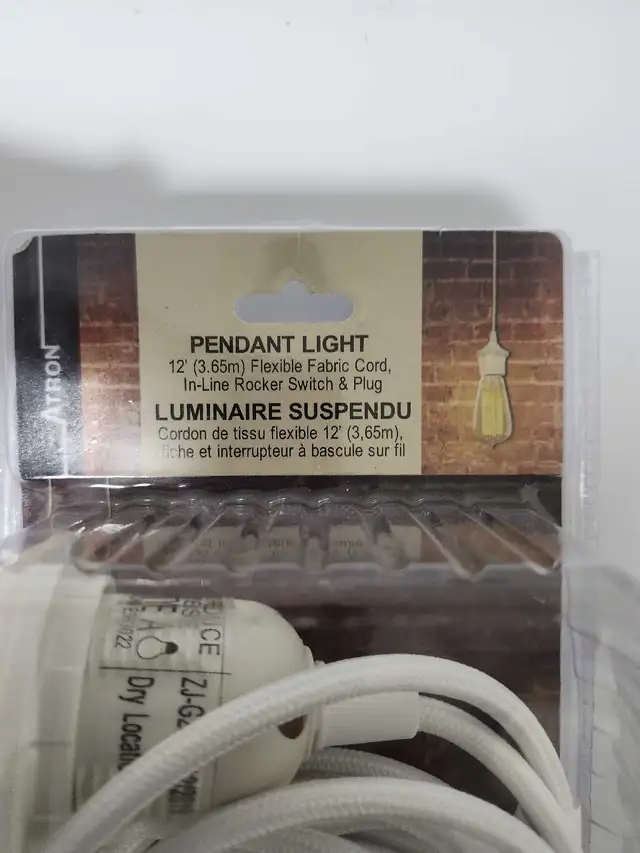 ATRON
PENDANT LIGHT
12' (3.65m) Flexible Fabric Cord,
In-Line Rocker Switch & Plug
LUMINAIRE SUSPENDU
Cordon de tissu flexible 12' (3,65m),
fiche et interrupteur à bascule sur fil
Dry Locati